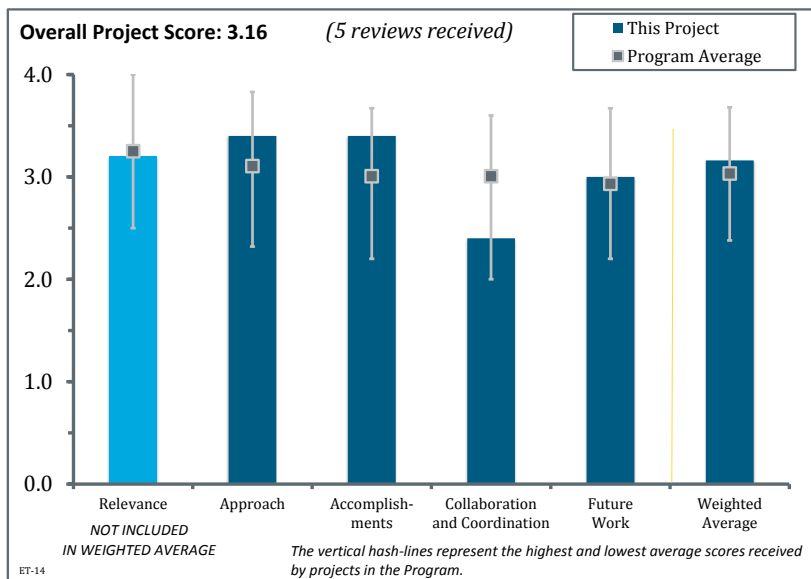 Overall Project Score: 3.16 (5 reviews received)
This Project
Program Average
4.0
3.0
2.0
1.0
0.0
Relevance
Approach
Accomplish-
ments
Collaboration
and Coordination
Future
Work
Weighted
Average
NOT INCLUDED
IN WEIGHTED AVERAGE
The vertical hash-lines represent the highest and lowest average scores received
by projects in the Program.
ET-14